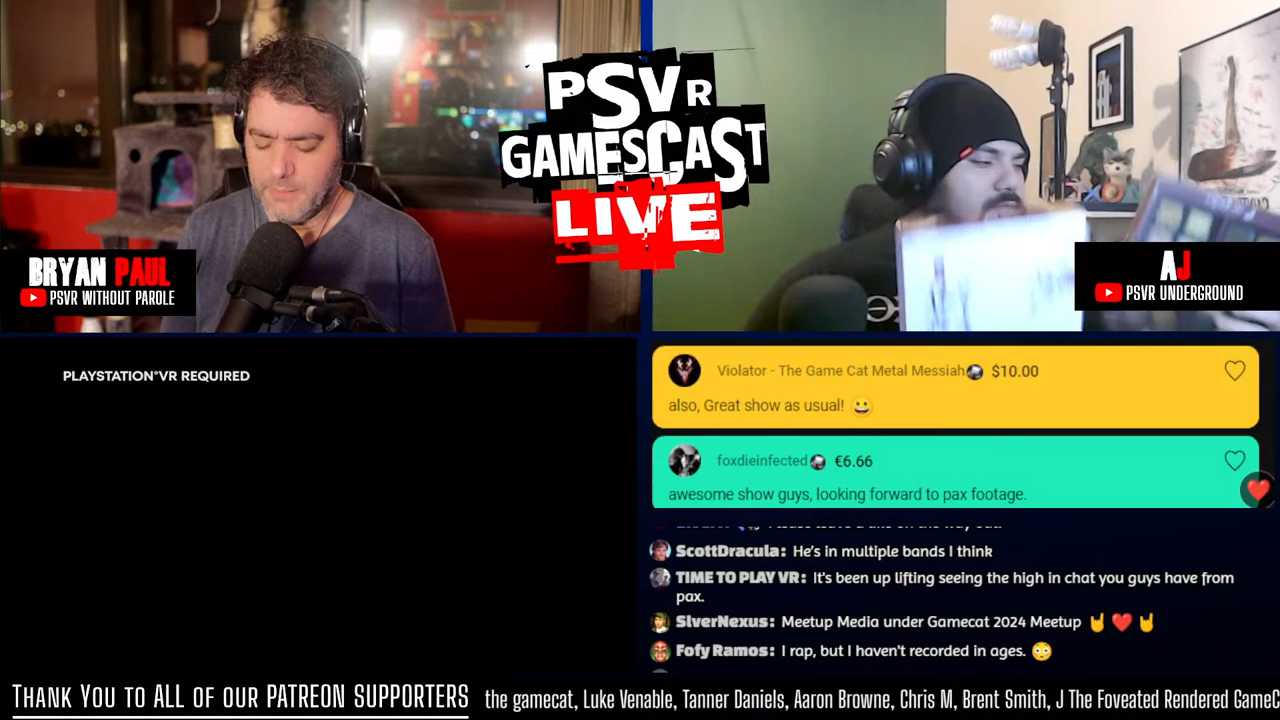 PSVR
GAMESCAST
LIVE
BRYAN PAUL
PSVR WITHOUT PAROLE
AJ
PSVR UNDERGROUND
PLAYSTATION®VR REQUIRED
Violator - The Game Cat Metal Messiah $10.00
also, Great show as usual! 😀
foxdieinfected €6.66
awesome show guys, looking forward to pax footage.
ScottDracula: He's in multiple bands I think
TIME TO PLAY VR: It's been up lifting seeing the high in chat you guys have from
pax.
SlverNexus: Meetup Media under Gamecat 2024 Meetup 🤘 ❤️ 🤘
Fofy Ramos: I rap, but I haven't recorded in ages. 😳
THANK YOU TO ALL OF OUR PATREON SUPPORTERS
the gamecat, Luke Venable, Tanner Daniels, Aaron Browne, Chris M, Brent Smith, J The Foveated Rendered GameC